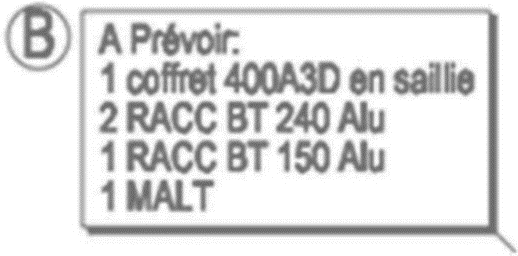 B
A Prévoir:
1 coffret 400A3D en saillie
2 RACC BT 240 Alu
1 RACC BT 150 Alu
1 MALT